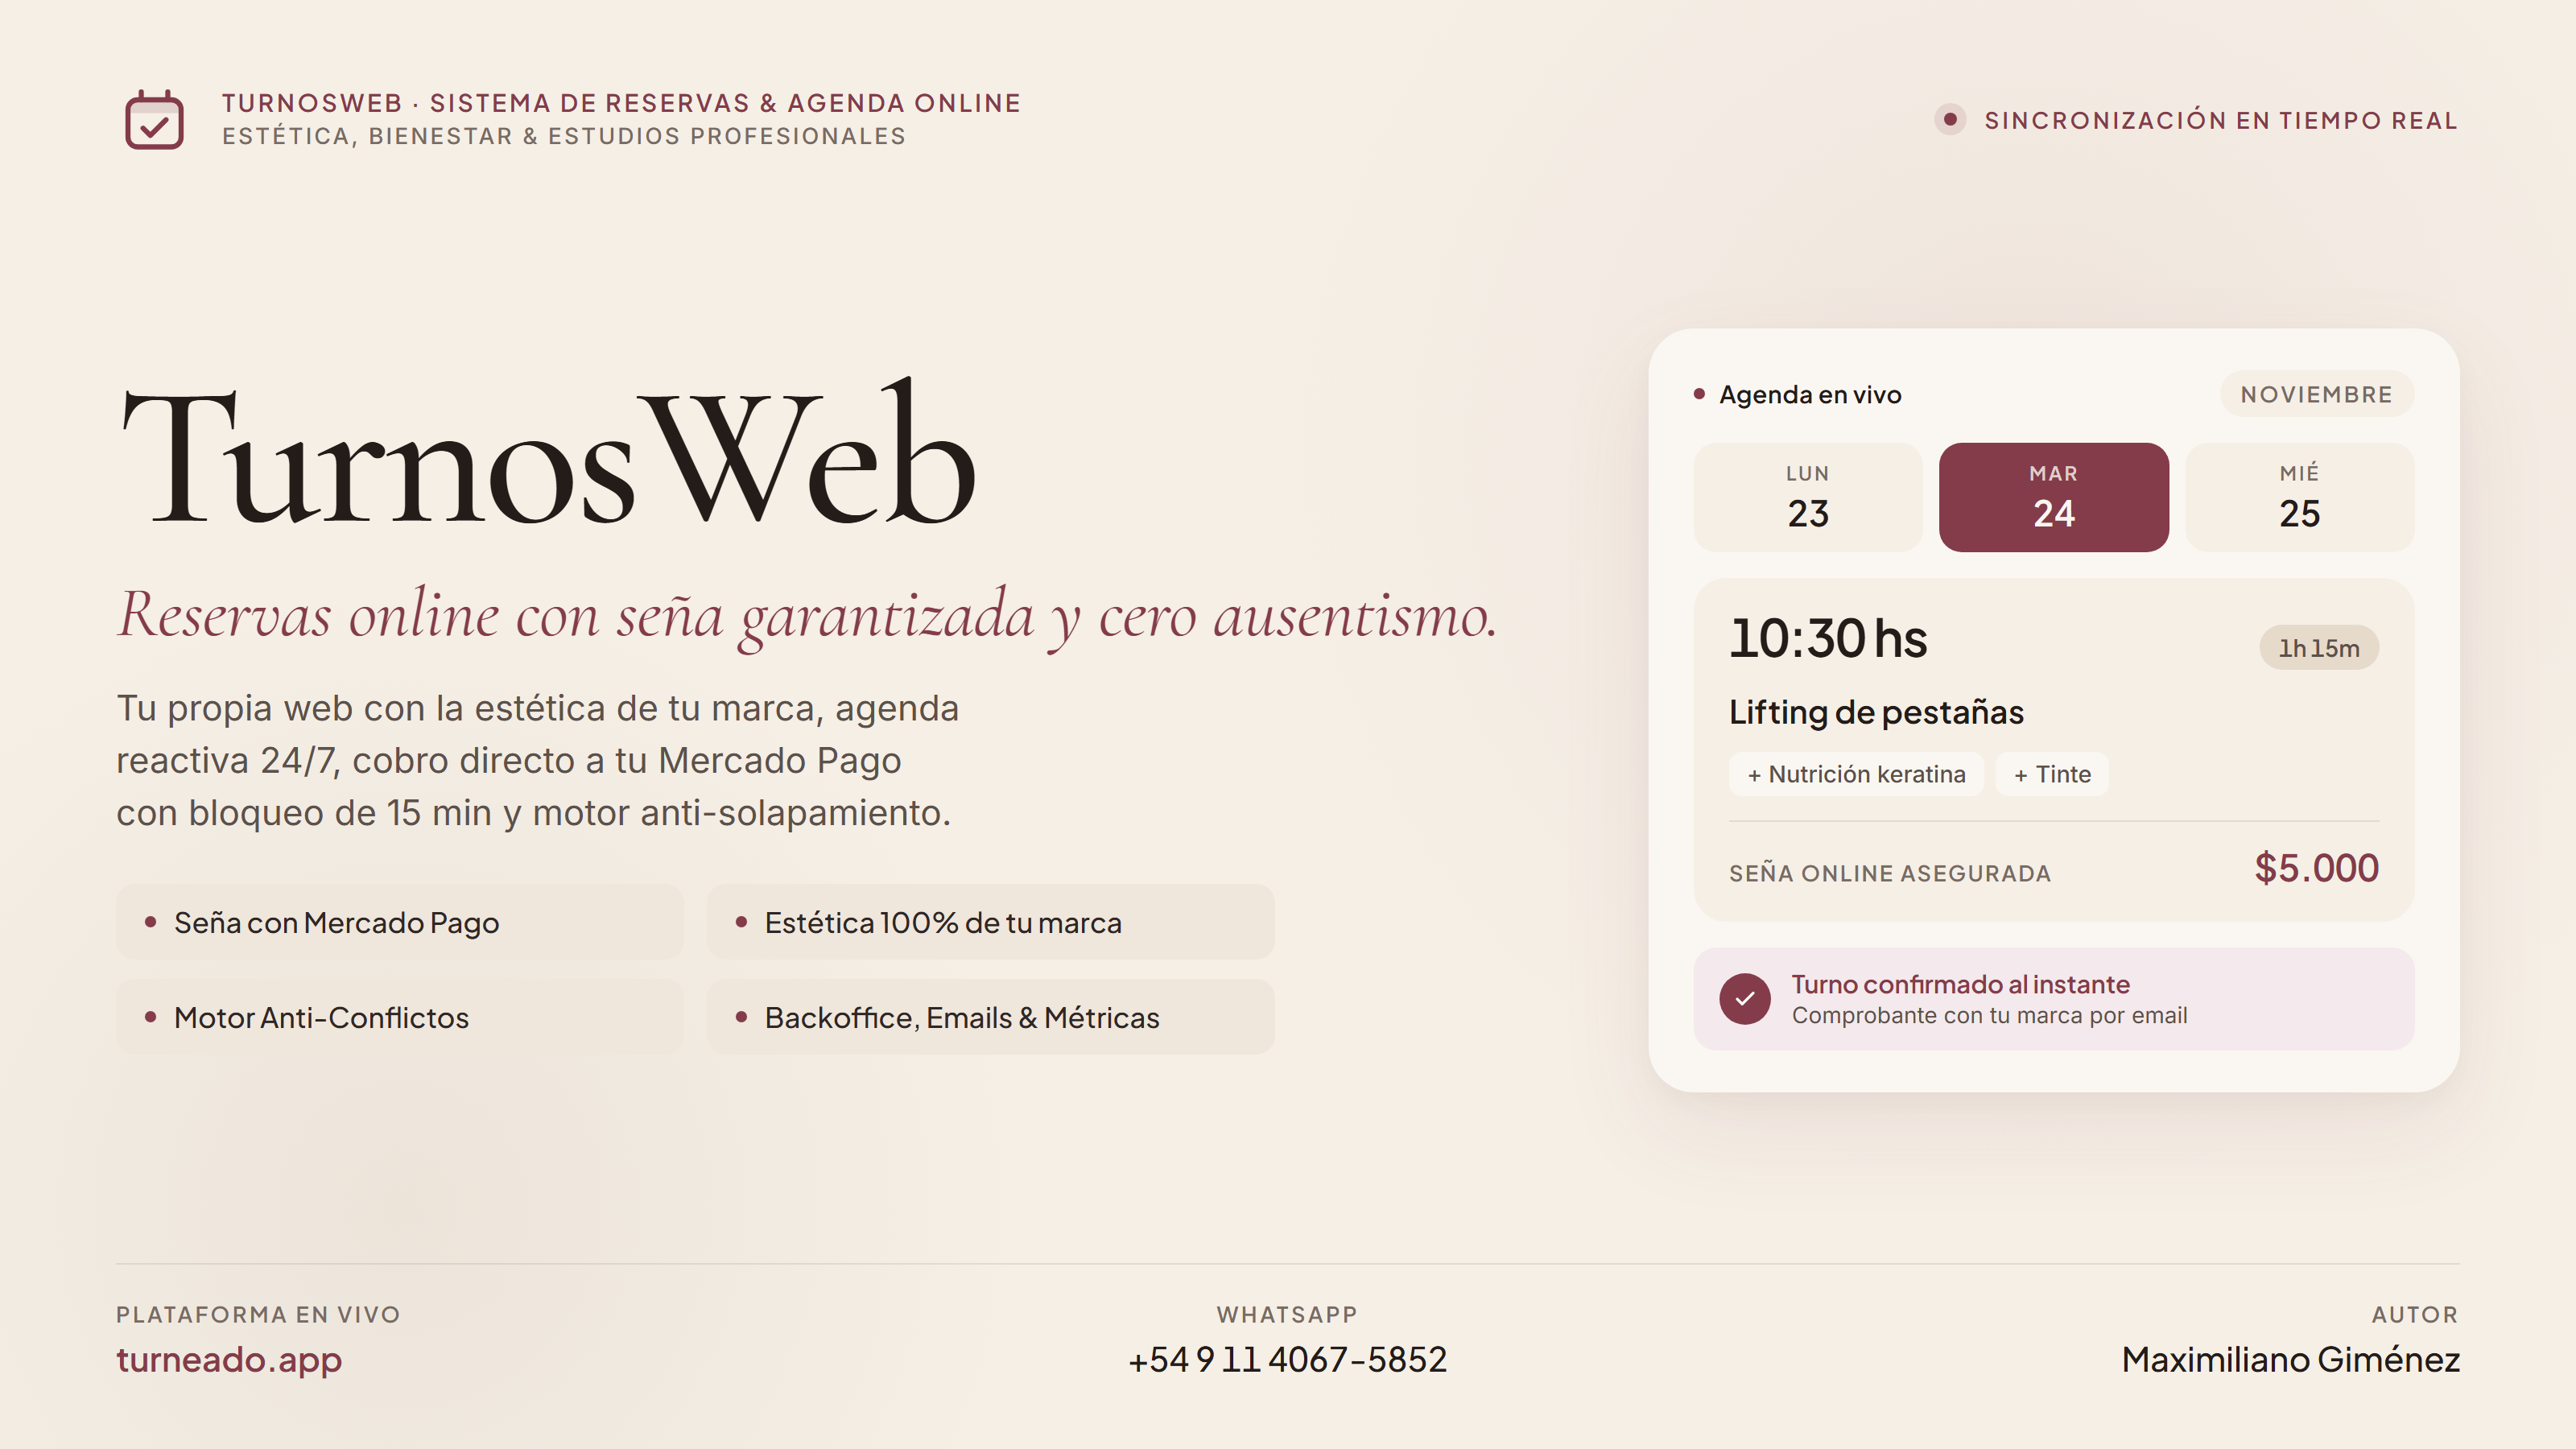 TURNOSWEB · SISTEMA DE RESERVAS & AGENDA ONLINE
ESTÉTICA, BIENESTAR & ESTUDIOS PROFESIONALES
SINCRONIZACIÓN EN TIEMPO REAL
TurnosWeb
Reservas online con seña garantizada y cero ausentismo.
Tu propia web con la estética de tu marca, agenda
reactiva 24/7, cobro directo a tu Mercado Pago
con bloqueo de 15 min y motor anti-solapamiento.
Seña con Mercado Pago
Estética 100% de tu marca
Motor Anti-Conflictos
Backoffice, Emails & Métricas
Agenda en vivo
NOVIEMBRE
LUN
23
MAR
24
MIÉ
25
10:30 hs
1h 15m
Lifting de pestañas
+ Nutrición keratina
+ Tinte
SEÑA ONLINE ASEGURADA
$5.000
Turno confirmado al instante
Comprobante con tu marca por email
PLATAFORMA EN VIVO
turneado.app
WHATSAPP
+54 9 11 4067-5852
AUTOR
Maximiliano Giménez